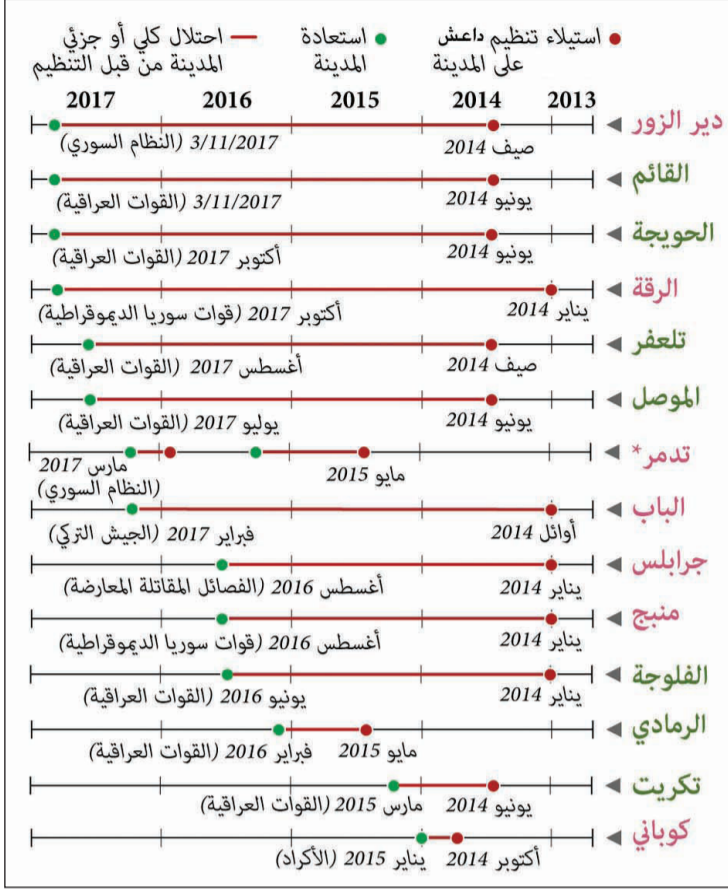 استيلاء تنظيم داعش على المدينة
استعادة المدينة
احتلال كلي أو جزئي المدينة من قبل التنظيم
2013 2014 2015 2016 2017
دير الزور
صيف 2014
3/11/2017 (النظام السوري)
القائم
يونيو 2014
3/11/2017 (القوات العراقية)
الحويجة
يونيو 2014
أكتوبر 2017 (القوات العراقية)
الرقة
يناير 2014
أكتوبر 2017 (قوات سوريا الديموقراطية)
تلعفر
صيف 2014
أغسطس 2017 (القوات العراقية)
الموصل
يونيو 2014
يوليو 2017 (القوات العراقية)
تدمر*
مايو 2015
مارس 2017
(النظام السوري)
الباب
أوائل 2014
فبراير 2017 (الجيش التركي)
جرابلس
يناير 2014
أغسطس 2016 (الفصائل المقاتلة المعارضة)
منبج
يناير 2014
أغسطس 2016 (قوات سوريا الديموقراطية)
الفلوجة
يناير 2014
يونيو 2016 (القوات العراقية)
الرمادي
مايو 2015
فبراير 2016 (القوات العراقية)
تكريت
يونيو 2014
مارس 2015 (القوات العراقية)
كوباني
أكتوبر 2014
يناير 2015 (الأكراد)